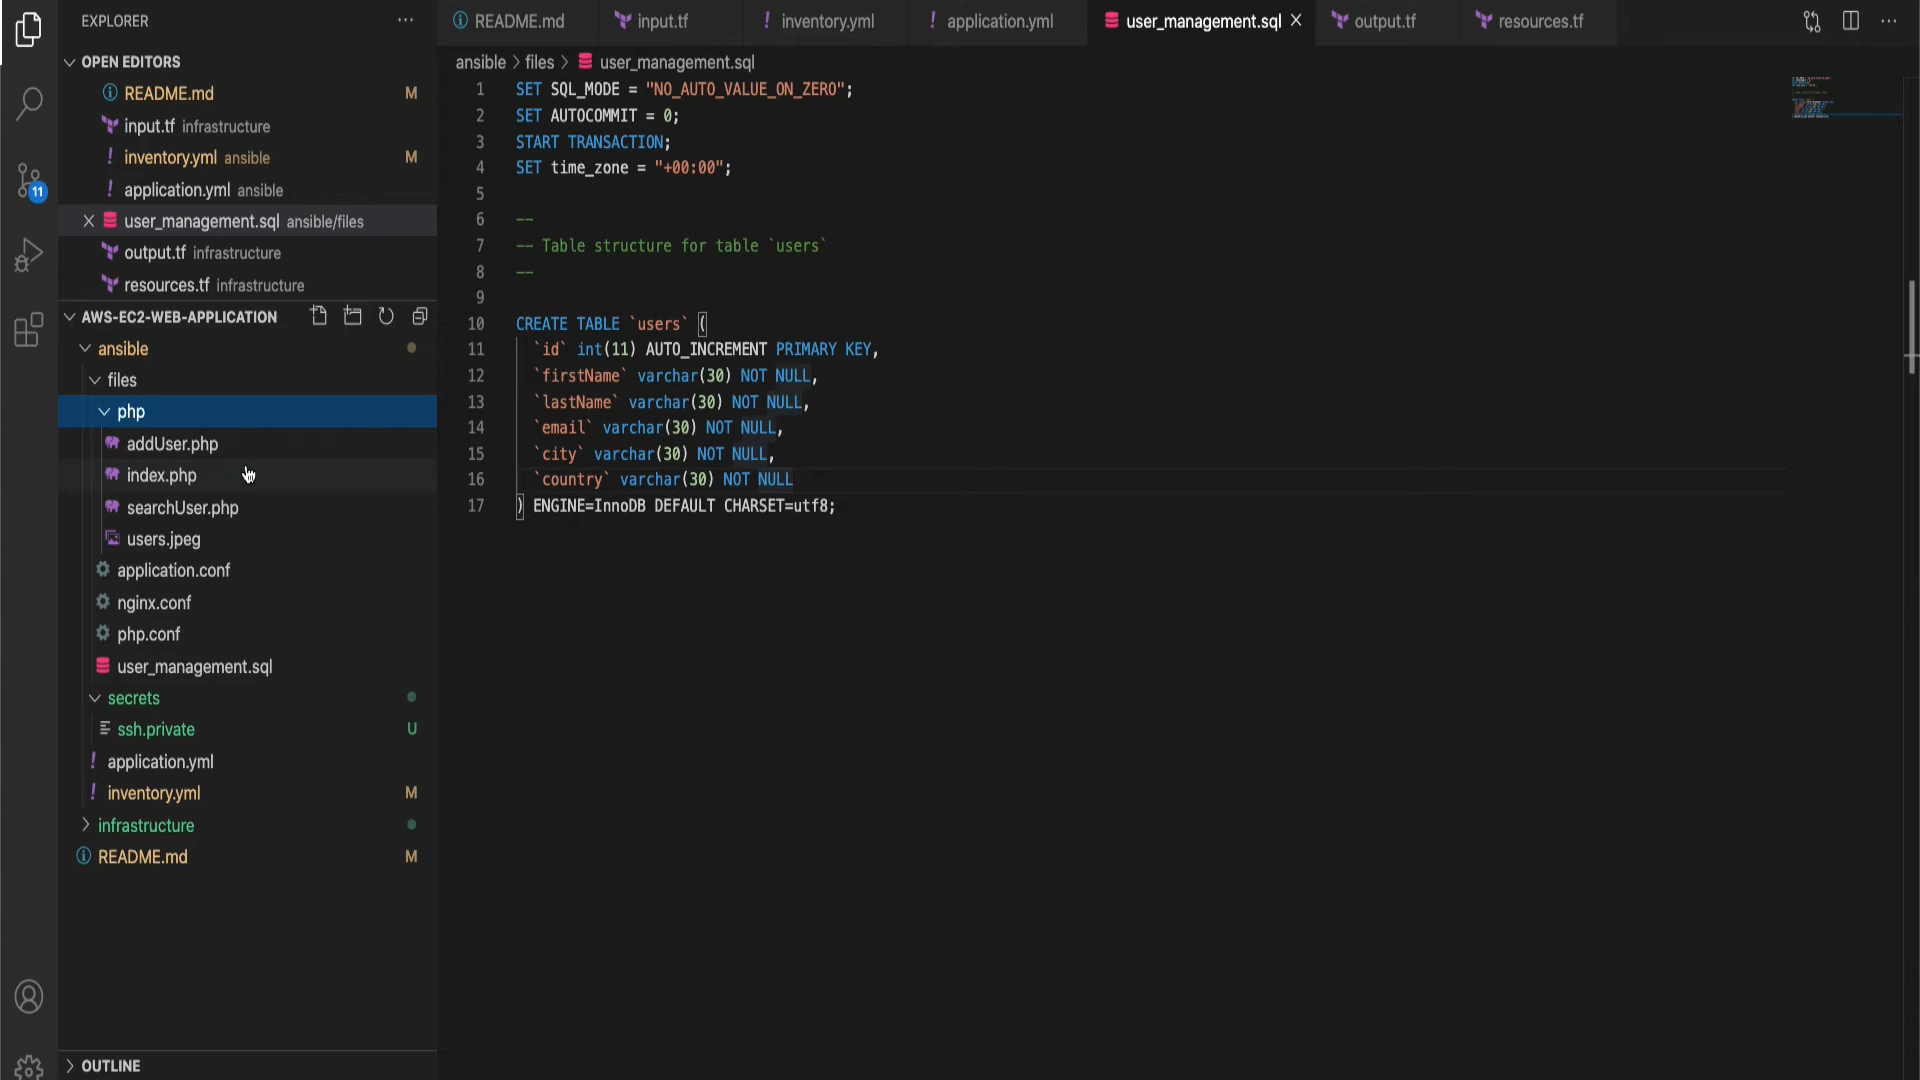 EXPLORER
OPEN EDITORS
README.md M
input.tf infrastructure
inventory.yml ansible M
application.yml ansible
user_management.sql ansible/files
output.tf infrastructure
resources.tf infrastructure
AWS-EC2-WEB-APPLICATION
ansible
files
php
addUser.php
index.php
searchUser.php
users.jpeg
application.conf
nginx.conf
php.conf
user_management.sql
secrets
ssh.private U
application.yml
inventory.yml M
infrastructure
README.md M
OUTLINE
11
README.md input.tf inventory.yml application.yml user_management.sql output.tf resources.tf
ansible > files > user_management.sql
1 SET SQL_MODE = "NO_AUTO_VALUE_ON_ZERO";
2 SET AUTOCOMMIT = 0;
3 START TRANSACTION;
4 SET time_zone = "+00:00";
5
6 --
7 -- Table structure for table `users`
8 --
9
10 CREATE TABLE `users` (
11 `id` int(11) AUTO_INCREMENT PRIMARY KEY,
12 `firstName` varchar(30) NOT NULL,
13 `lastName` varchar(30) NOT NULL,
14 `email` varchar(30) NOT NULL,
15 `city` varchar(30) NOT NULL,
16 `country` varchar(30) NOT NULL
17 ) ENGINE=InnoDB DEFAULT CHARSET=utf8;